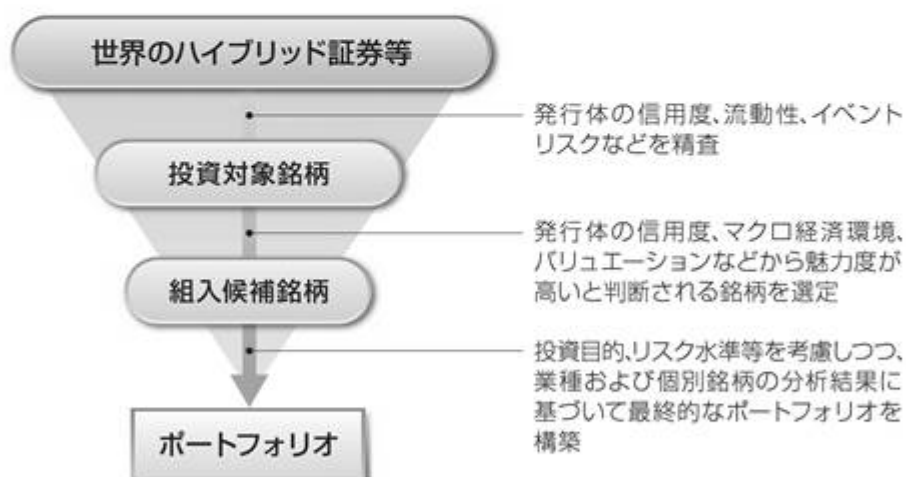 世界のハイブリッド証券等
発行体の信用度、流動性、イベント
リスクなどを精査
投資対象銘柄
発行体の信用度、マクロ経済環境、
バリュエーションなどから魅力度が
高いと判断される銘柄を選定
組入候補銘柄
投資目的、リスク水準等を考慮しつつ、
業種および個別銘柄の分析結果に
基づいて最終的なポートフォリオを
構築
ポートフォリオ